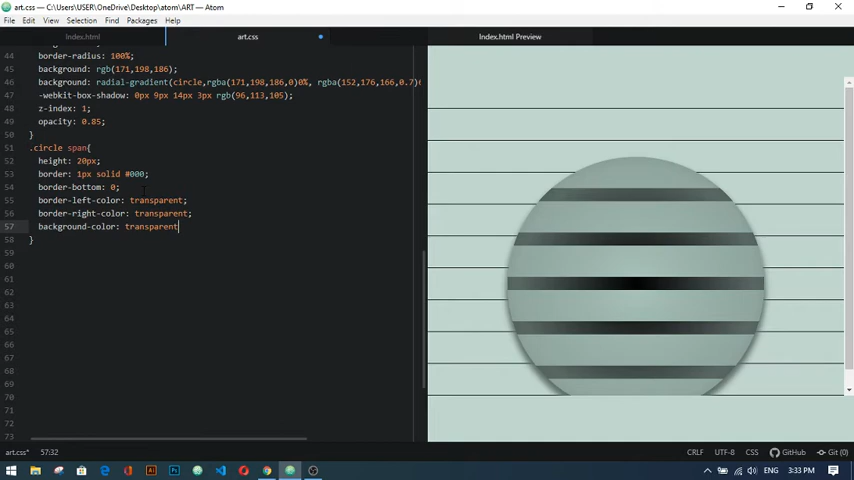 art.css — C:\Users\USER\OneDrive\Desktop\atom\ART — Atom
File Edit View Selection Find Packages Help
Index.html art.css Index.html Preview
44 border-radius: 100%;
45 background: rgb(171,198,186);
46 background: radial-gradient(circle,rgba(171,198,186,0)0%, rgba(152,176,166,0.7)6
47 -webkit-box-shadow: 0px 9px 14px 3px rgb(96,113,105);
48 z-index: 1;
49 opacity: 0.85;
50 }
51 .circle span{
52 height: 20px;
53 border: 1px solid #000;
54 border-bottom: 0;
55 border-left-color: transparent;
56 border-right-color: transparent;
57 background-color: transparent
58 }
59
60
61
62
63
64
65
66
67
68
69
70
71
72
73
art.css* 57:32 CRLF UTF-8 CSS GitHub Git (0)
ENG 3:33 PM